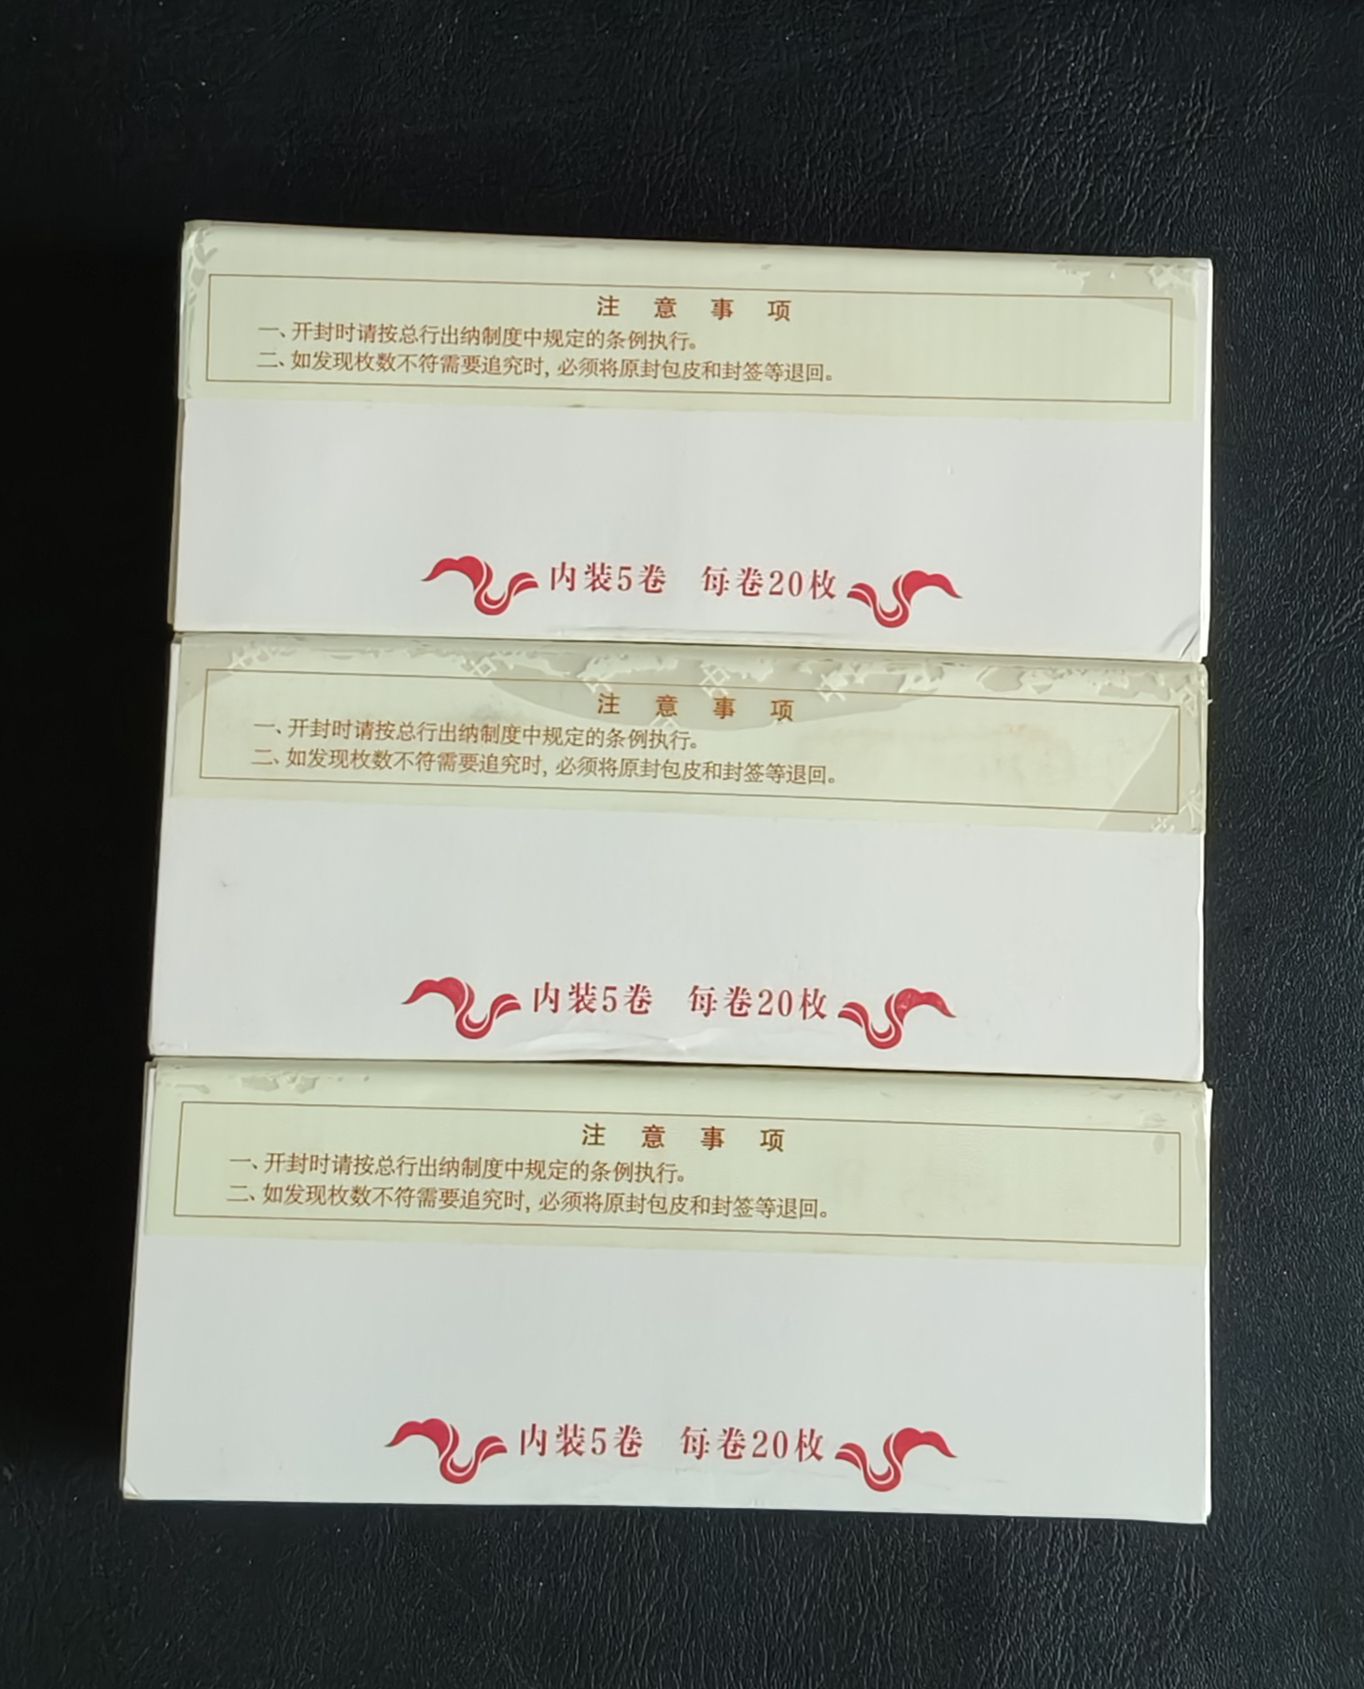 注意事项
一、开封时请按总行出纳制度中规定的条例执行。
二、如发现枚数不符需要追究时，必须将原封包皮和封签等退回。
内装5卷 每卷20枚
注意事项
一、开封时请按总行出纳制度中规定的条例执行。
二、如发现枚数不符需要追究时，必须将原封包皮和封签等退回。
内装5卷 每卷20枚
注意事项
一、开封时请按总行出纳制度中规定的条例执行。
二、如发现枚数不符需要追究时，必须将原封包皮和封签等退回。
内装5卷 每卷20枚